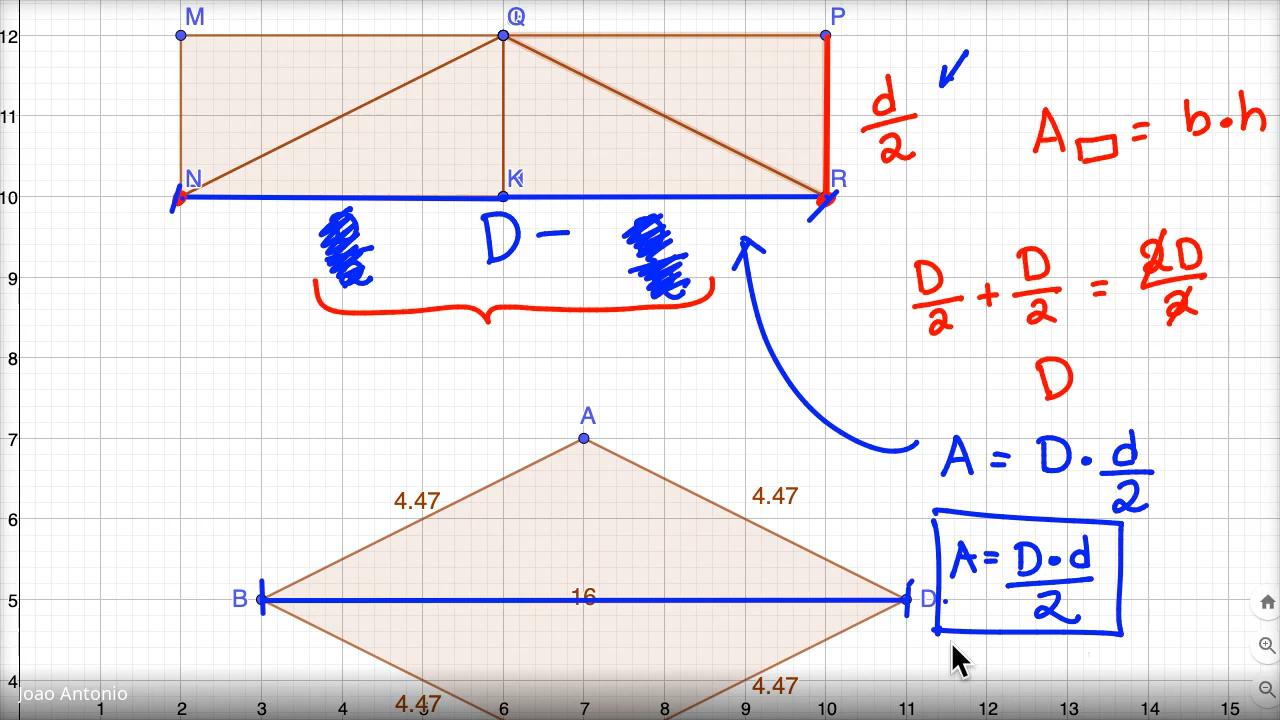 M Q P
12
d/2
11
A▭ = b·h
N K R
10
D –
9
D/2 + D/2 = 2D/2
8
D
A
7
A = D · d/2
4.47 4.47
6
A = D·d/2
B 16 D
5
4.47
4
Joao Antonio
4.47
1 2 3 4 5 6 7 8 9 10 11 12 13 14 15